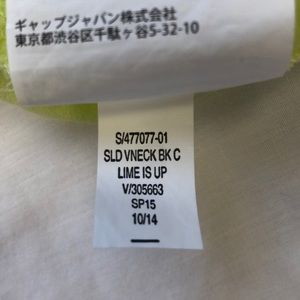 ギャップジャパン株式会社
東京都渋谷区千駄ヶ谷5-32-10
S/477077-01
SLD VNECK BK C
LIME IS UP
V/305663
SP15
10/14